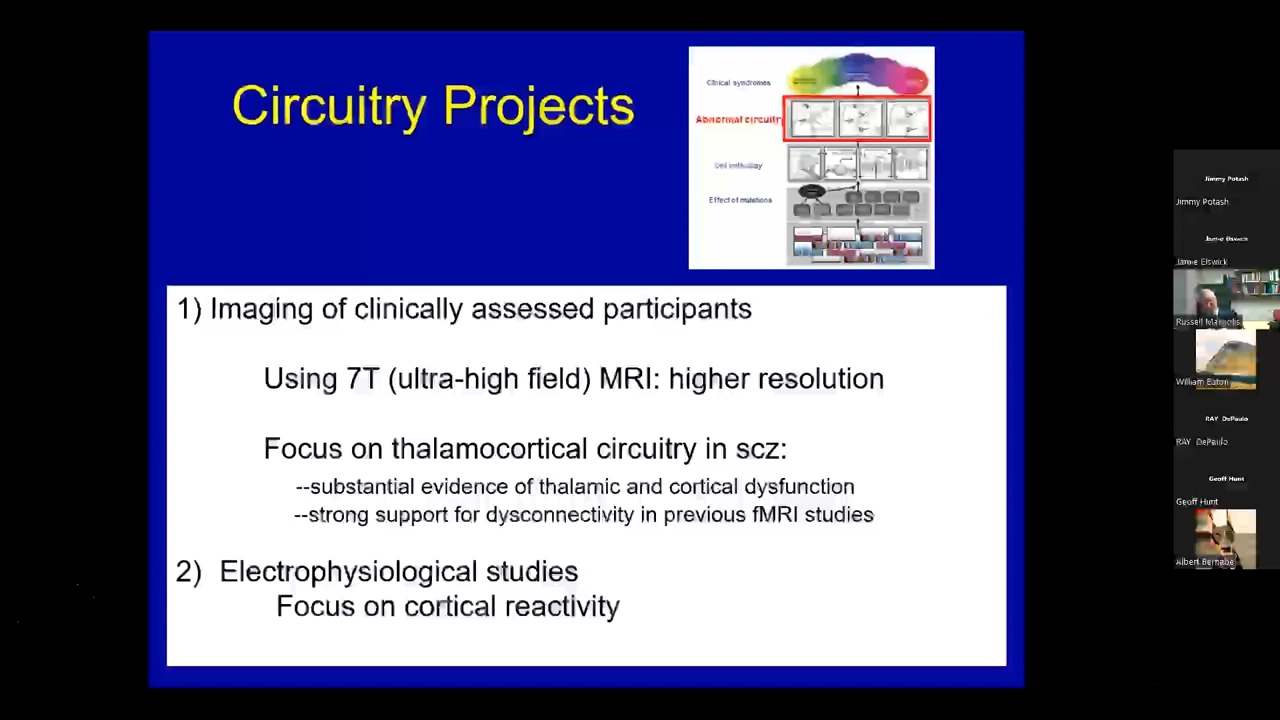 Circuitry Projects
Clinical syndromes
Abnormal circuitry
Cell pathology
Effect of mutations
1) Imaging of clinically assessed participants
Using 7T (ultra-high field) MRI: higher resolution
Focus on thalamocortical circuitry in scz:
--substantial evidence of thalamic and cortical dysfunction
--strong support for dysconnectivity in previous fMRI studies
2) Electrophysiological studies
Focus on cortical reactivity
Jimmy Potash
Jimmy Potash
Jamie Elswick
Jamie Elswick
Russell Margolis
William Eaton
RAY DePaulo
RAY DePaulo
Geoff Hunt
Geoff Hunt
Albert Bernabe